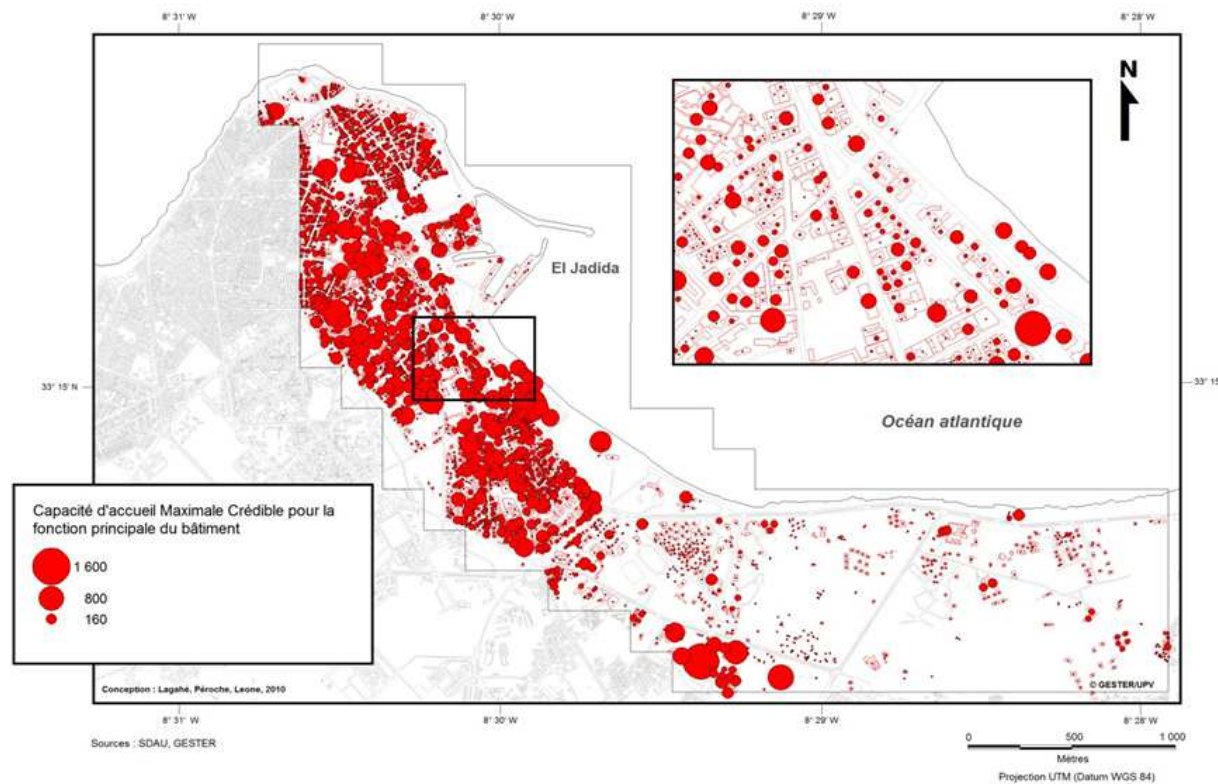 8° 31' W
8° 30' W
8° 29' W
8° 28' W
N
El Jadida
33° 15' N
33° 15
Océan atlantique
Capacité d'accueil Maximale Crédible pour la
fonction principale du bâtiment
1 600
800
160
Conception : Lagahé, Péroche, Leone, 2010
© GESTER/UPV
8° 31' W
8° 30' W
8° 29' W
8° 28' W
Sources : SDAU, GESTER
0 500 1 000
Mètres
Projection UTM (Datum WGS 84)